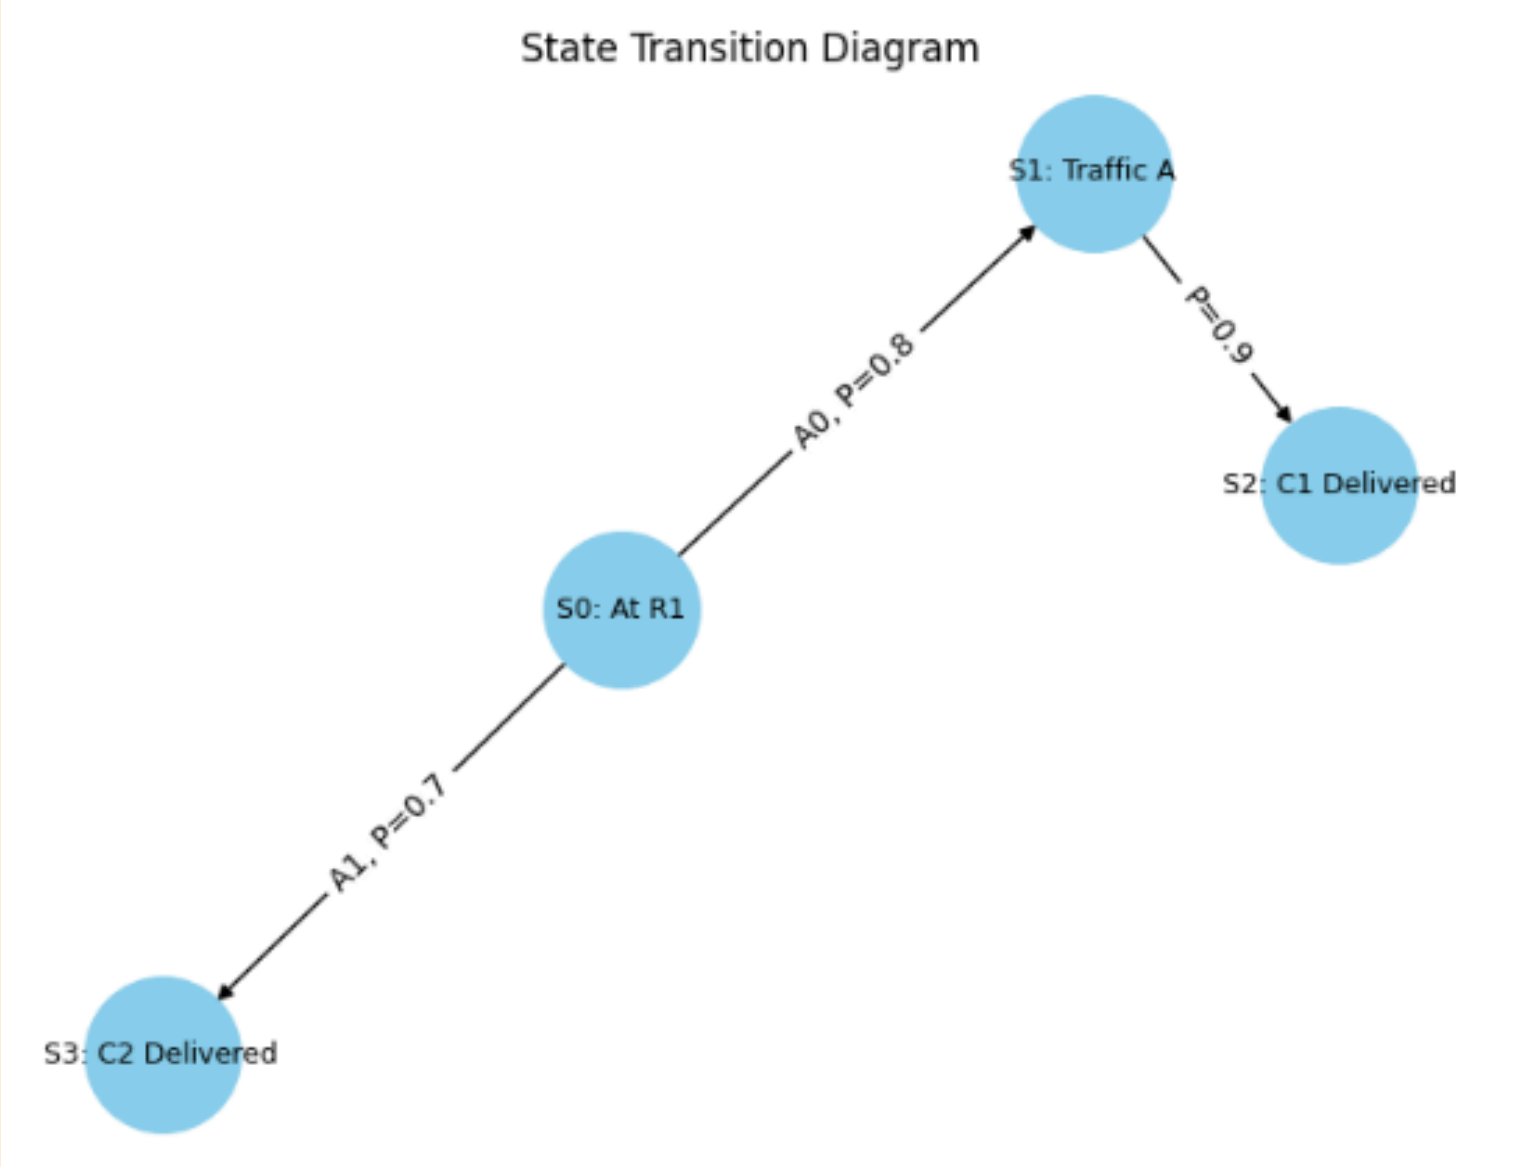 State Transition Diagram
S1: Traffic A
P=0.9
A0, P=0.8
S2: C1 Delivered
S0: At R1
A1, P=0.7
S3: C2 Delivered